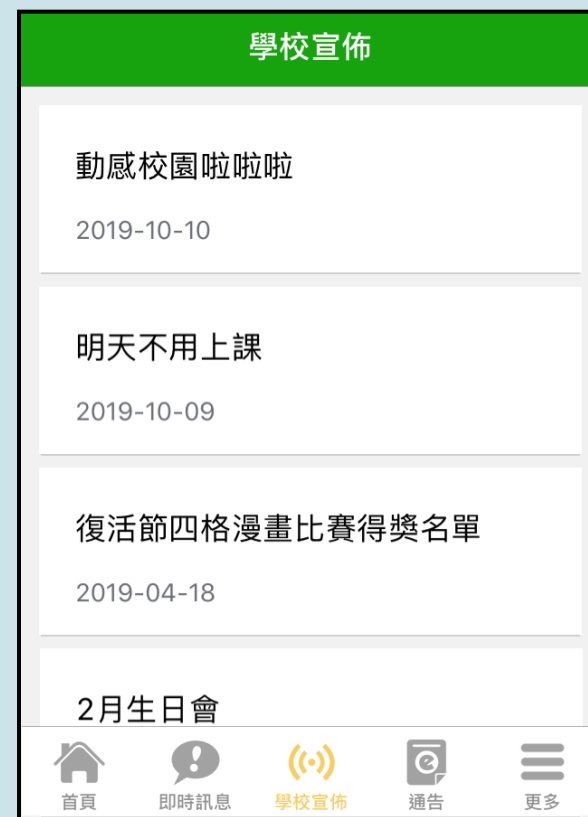 學校宣佈
動感校園啦啦啦
2019-10-10
明天不用上課
2019-10-09
復活節四格漫畫比賽得獎名單
2019-04-18
2月生日會
首頁 即時訊息 學校宣佈 通告 更多